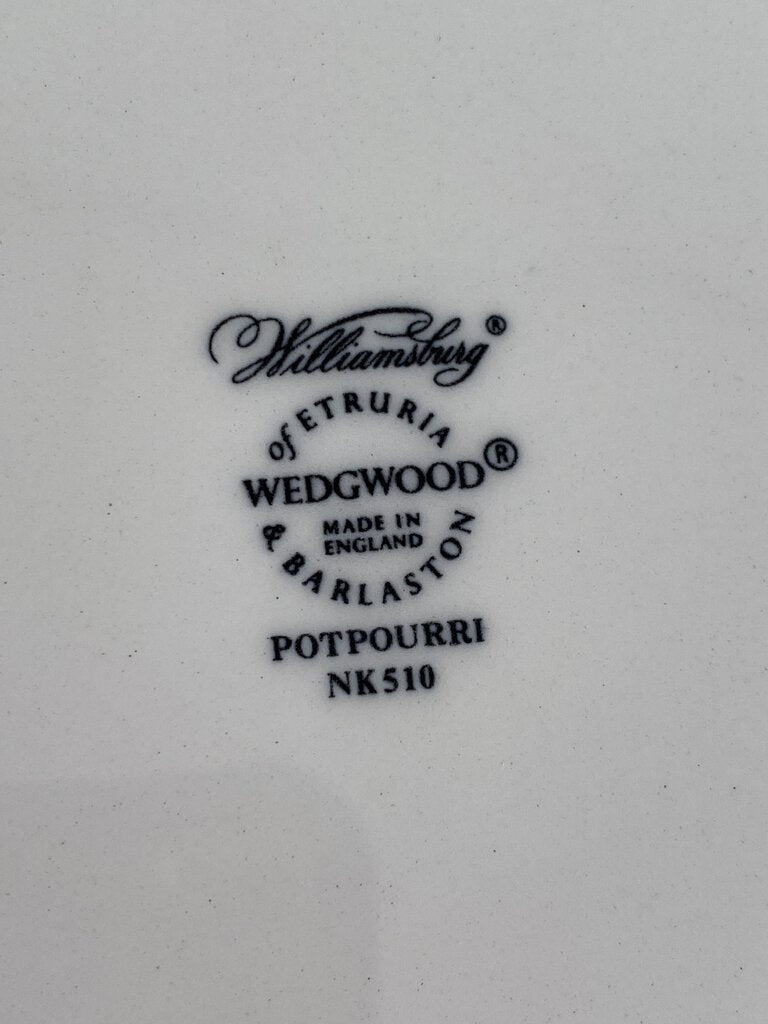 Williamsburg®
of ETRURIA
WEDGWOOD®
MADE IN
ENGLAND
& BARLASTON
POTPOURRI
NK510